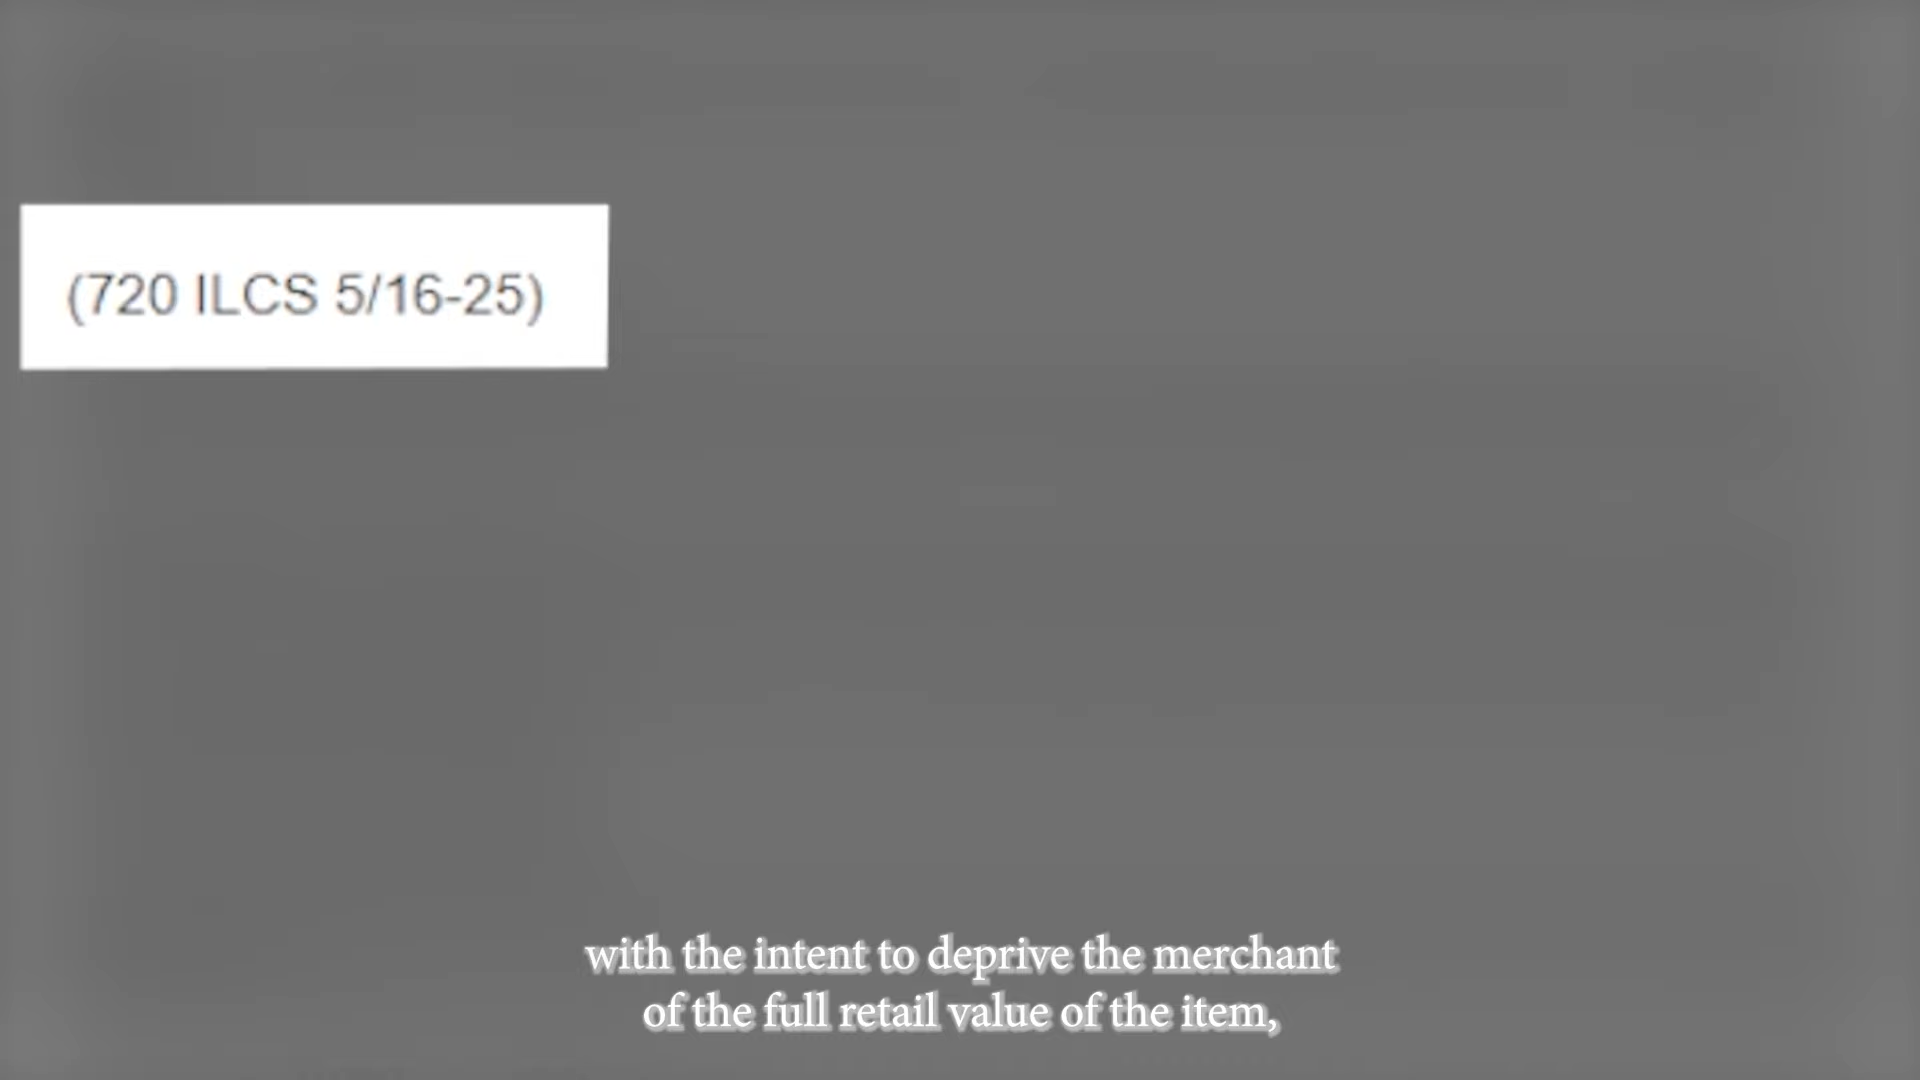 (720 ILCS 5/16-25)
with the intent to deprive the merchant
of the full retail value of the item,